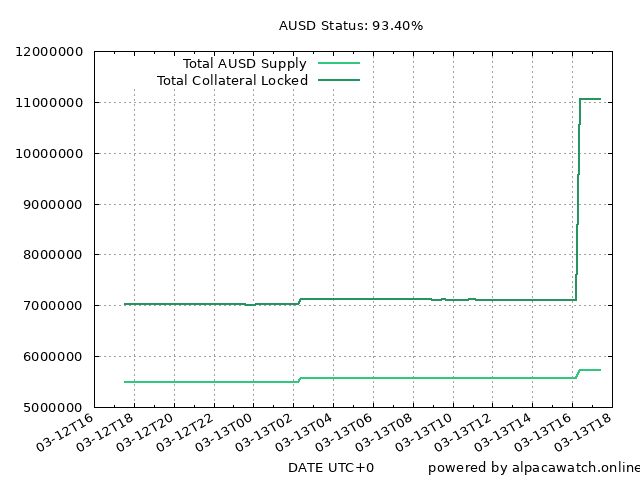 AUSD Status: 93.40%
12000000
11000000
10000000
9000000
8000000
7000000
6000000
5000000
Total AUSD Supply
Total Collateral Locked
03-12T16
03-12T18
03-12T20
03-12T22
03-13T00
03-13T02
03-13T04
03-13T06
03-13T08
03-13T10
03-13T12
03-13T14
03-13T16
03-13T18
DATE UTC+0
powered by alpacawatch.online